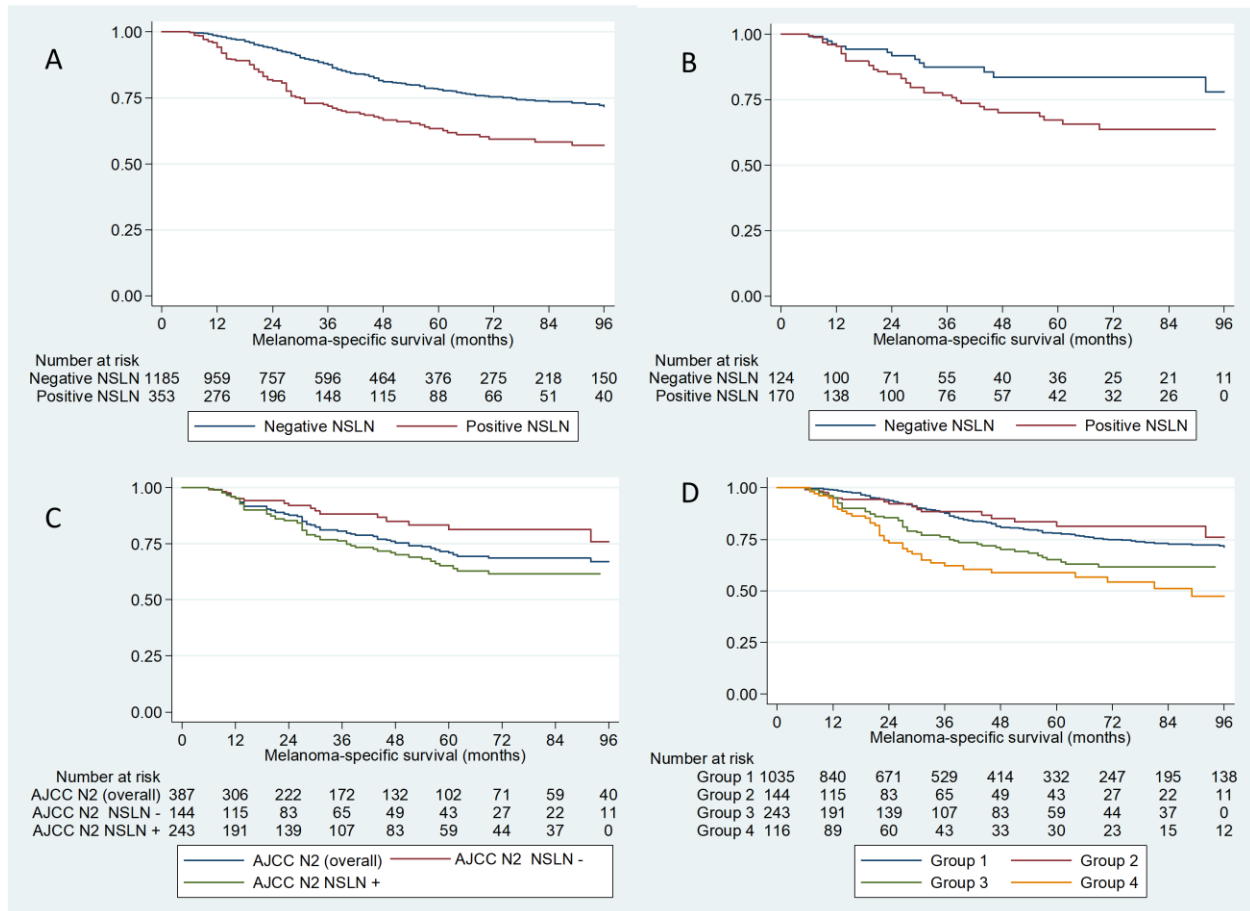 A
1.00
0.75
0.50
0.25
0.00
0 12 24 36 48 60 72 84 96
Melanoma-specific survival (months)
Number at risk
Negative NSLN 1185 959 757 596 464 376 275 218 150
Positive NSLN 353 276 196 148 115 88 66 51 40
Negative NSLN Positive NSLN
B
1.00
0.75
0.50
0.25
0.00
0 12 24 36 48 60 72 84 96
Melanoma-specific survival (months)
Number at risk
Negative NSLN 124 100 71 55 40 36 25 21 11
Positive NSLN 170 138 100 76 57 42 32 26 0
Negative NSLN Positive NSLN
C
1.00
0.75
0.50
0.25
0.00
0 12 24 36 48 60 72 84 96
Melanoma-specific survival (months)
Number at risk
AJCC N2 (overall) 387 306 222 172 132 102 71 59 40
AJCC N2 NSLN - 144 115 83 65 49 43 27 22 11
AJCC N2 NSLN + 243 191 139 107 83 59 44 37 0
AJCC N2 (overall) AJCC N2 NSLN -
AJCC N2 NSLN +
D
1.00
0.75
0.50
0.25
0.00
0 12 24 36 48 60 72 84 96
Melanoma-specific survival (months)
Number at risk
Group 1 1035 840 671 529 414 332 247 195 138
Group 2 144 115 83 65 49 43 27 22 11
Group 3 243 191 139 107 83 59 44 37 0
Group 4 116 89 60 43 33 30 23 15 12
Group 1 Group 2
Group 3 Group 4